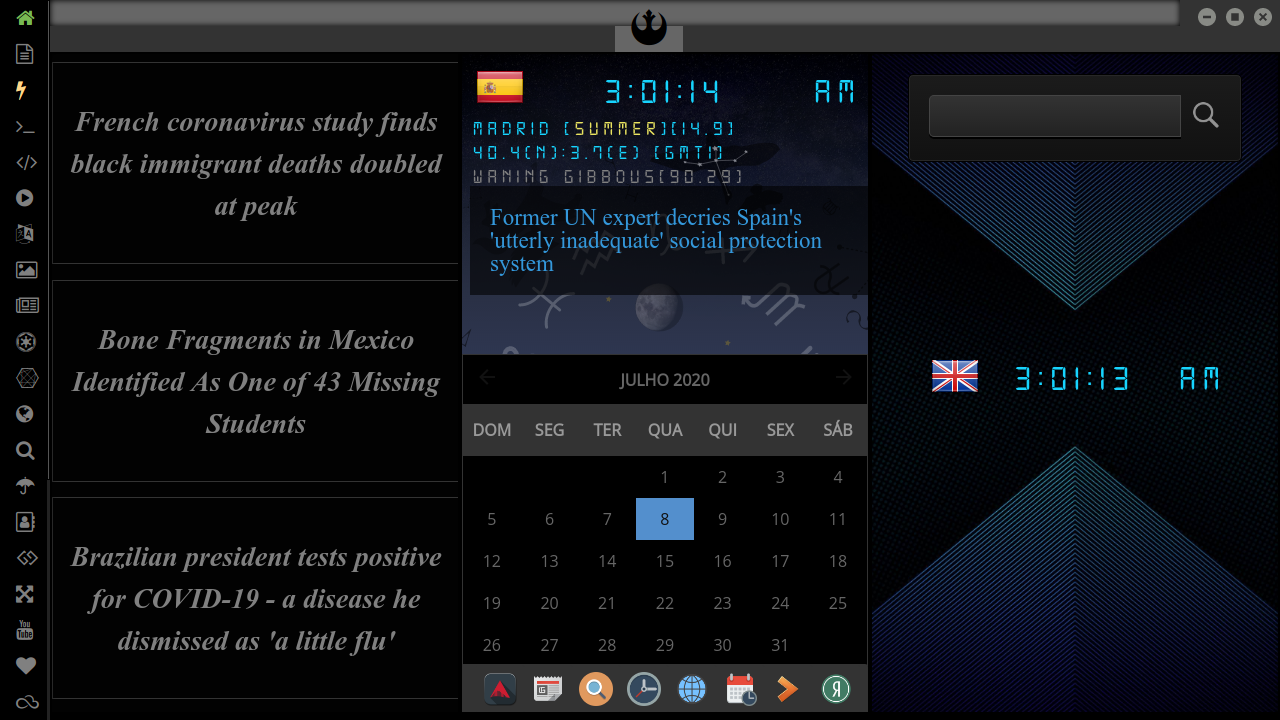 French coronavirus study finds
black immigrant deaths doubled
at peak
Bone Fragments in Mexico
Identified As One of 43 Missing
Students
Brazilian president tests positive
for COVID-19 - a disease he
dismissed as 'a little flu'
3:01:14 AM
MADRID [SUMMER][14.9]
40.4(N):3.7(E) [GMT1]
WANING GIBBOUS[90.29]
Former UN expert decries Spain's
'utterly inadequate' social protection
system
JULHO 2020
DOM SEG TER QUA QUI SEX SÁB
1 2 3 4
5 6 7 8 9 10 11
12 13 14 15 16 17 18
19 20 21 22 23 24 25
26 27 28 29 30 31
3:01:13 AM
You
Tube